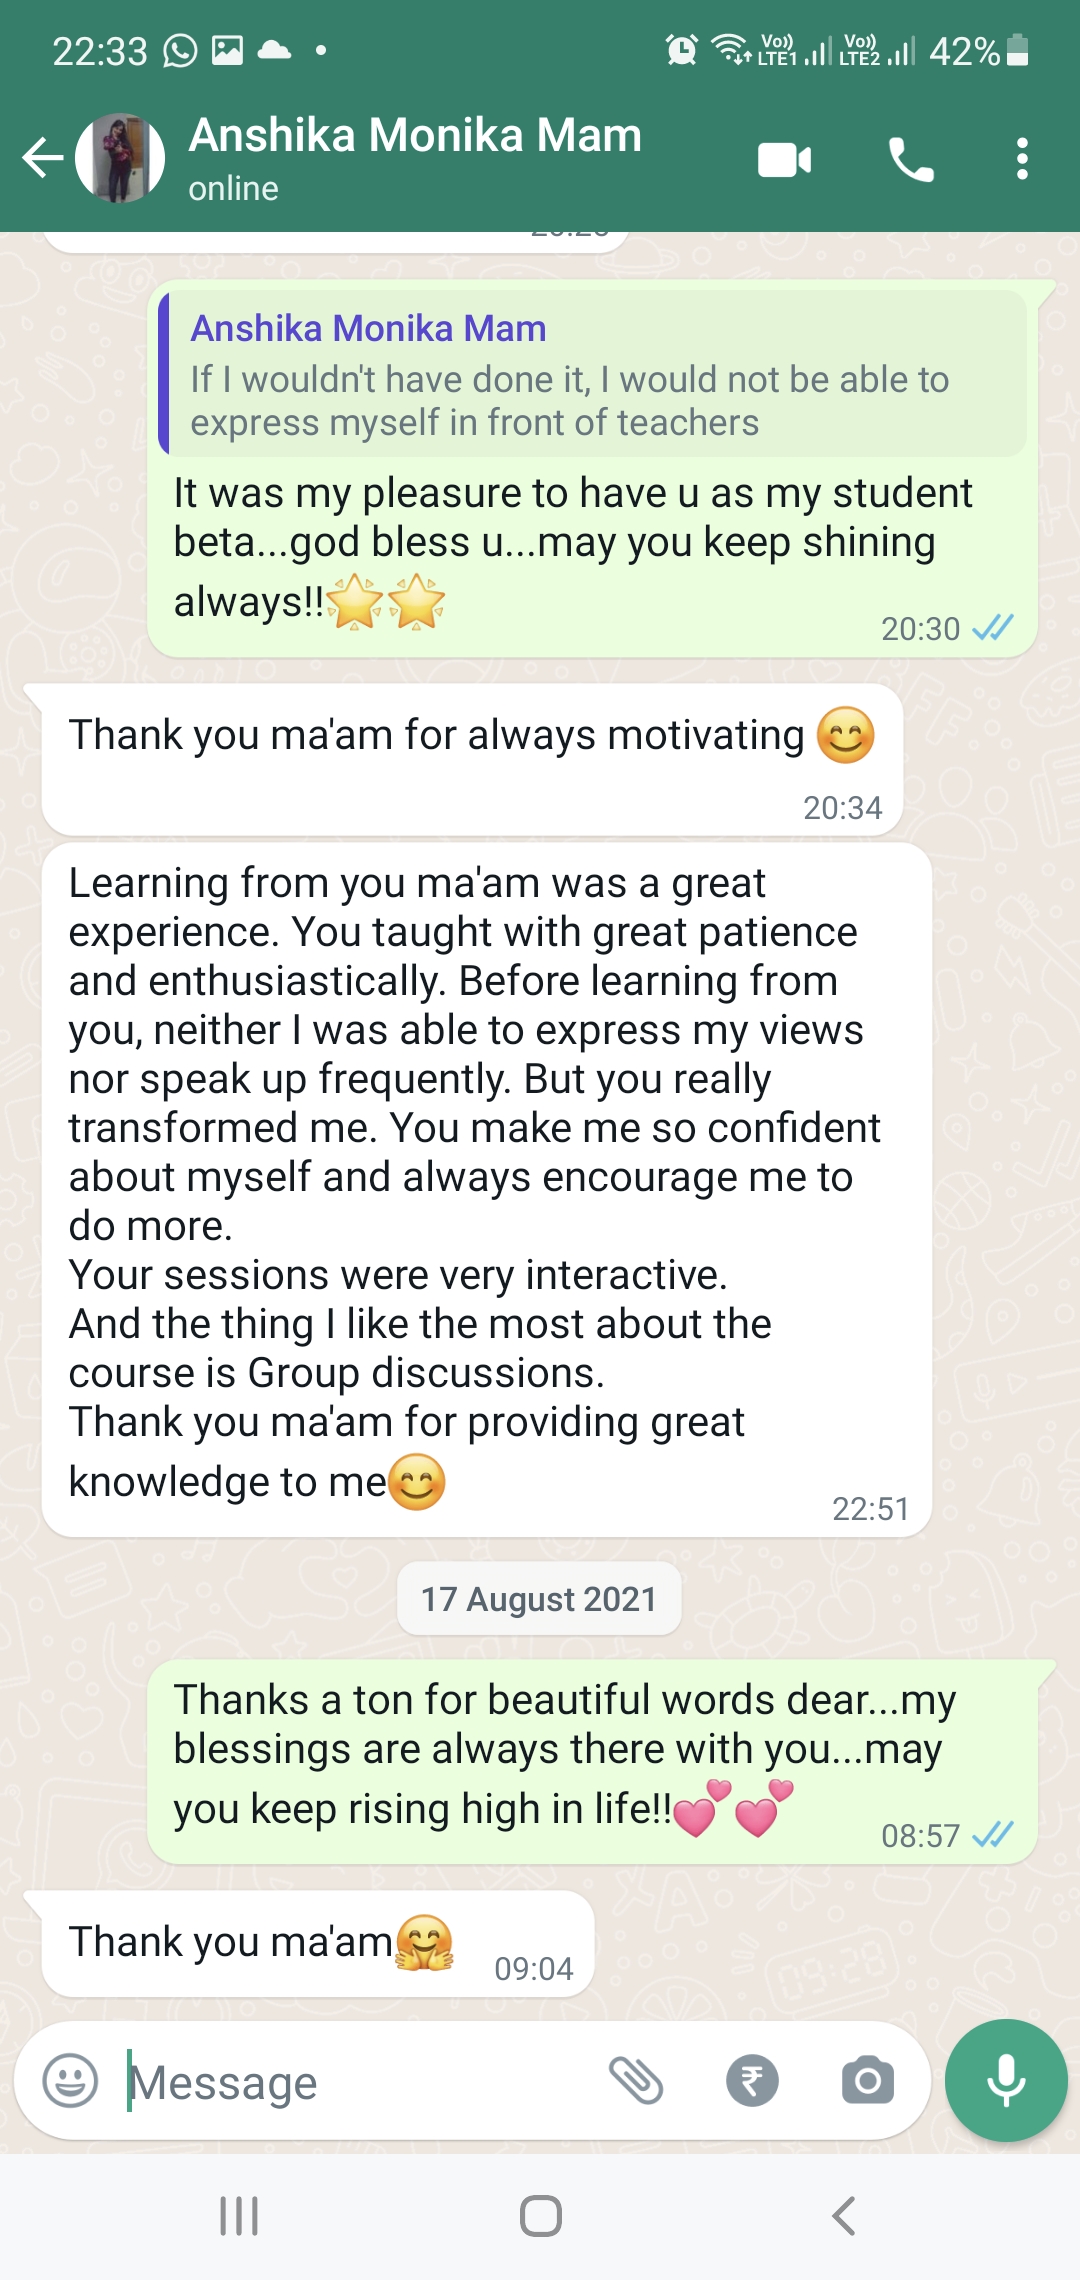 22:33
Vo)) LTE1 Vo)) LTE2 42%
Anshika Monika Mam
online
Anshika Monika Mam
If I wouldn't have done it, I would not be able to
express myself in front of teachers
It was my pleasure to have u as my student
beta...god bless u...may you keep shining
always!!🌟🌟
20:30
Thank you ma'am for always motivating 😊
20:34
Learning from you ma'am was a great
experience. You taught with great patience
and enthusiastically. Before learning from
you, neither I was able to express my views
nor speak up frequently. But you really
transformed me. You make me so confident
about myself and always encourage me to
do more.
Your sessions were very interactive.
And the thing I like the most about the
course is Group discussions.
Thank you ma'am for providing great
knowledge to me😊
22:51
17 August 2021
Thanks a ton for beautiful words dear...my
blessings are always there with you...may
you keep rising high in life!!💕💕
08:57
Thank you ma'am🤗
09:04
Message
₹